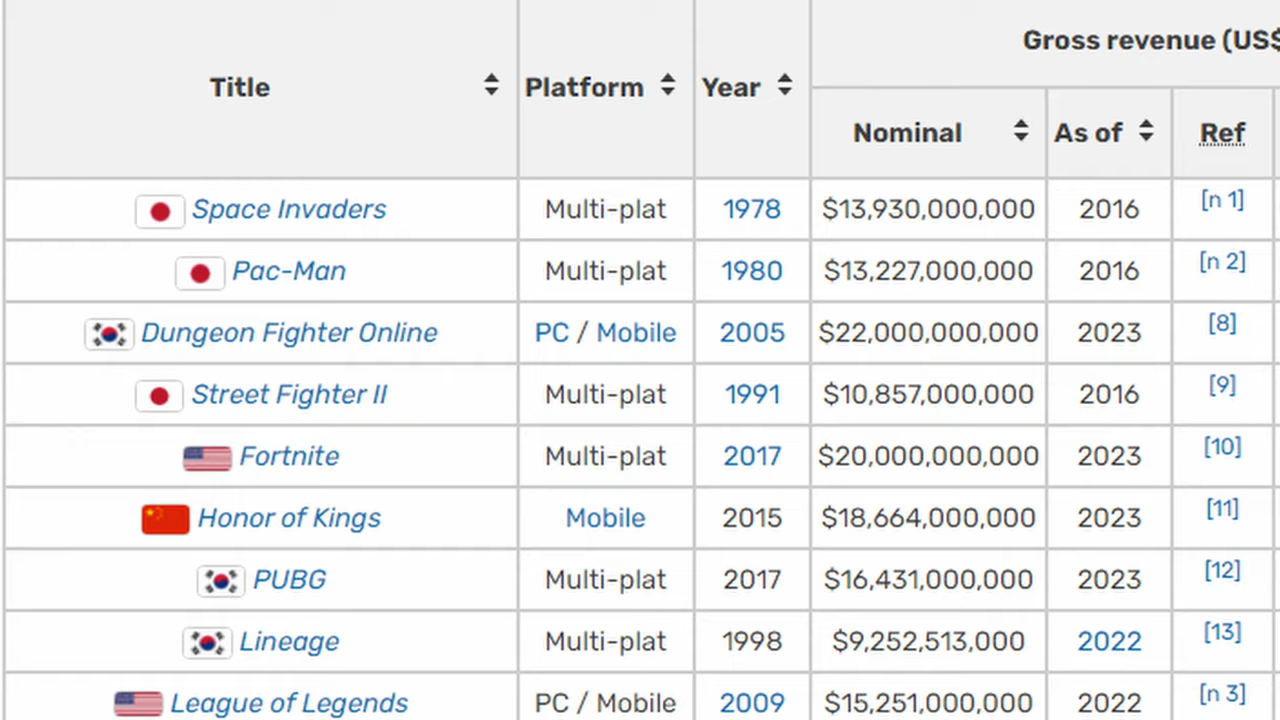 Gross revenue (US$
Title Platform Year
Nominal As of Ref
Space Invaders Multi-plat 1978 $13,930,000,000 2016 [n 1]
Pac-Man Multi-plat 1980 $13,227,000,000 2016 [n 2]
Dungeon Fighter Online PC / Mobile 2005 $22,000,000,000 2023 [8]
Street Fighter II Multi-plat 1991 $10,857,000,000 2016 [9]
Fortnite Multi-plat 2017 $20,000,000,000 2023 [10]
Honor of Kings Mobile 2015 $18,664,000,000 2023 [11]
PUBG Multi-plat 2017 $16,431,000,000 2023 [12]
Lineage Multi-plat 1998 $9,252,513,000 2022 [13]
League of Legends PC / Mobile 2009 $15,251,000,000 2022 [n 3]